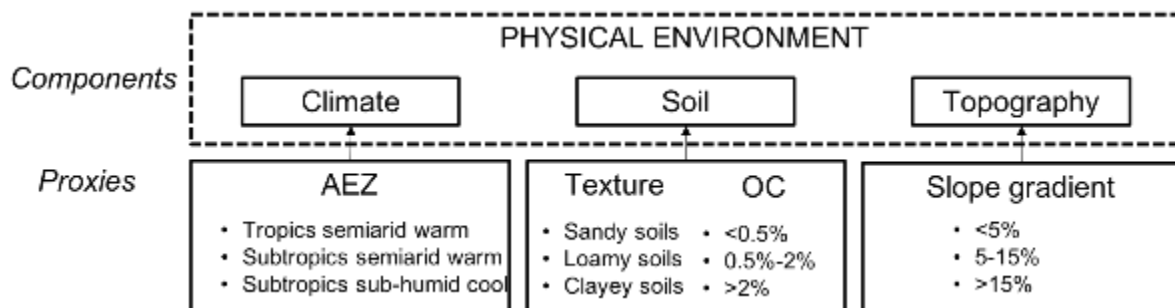 PHYSICAL ENVIRONMENT
Components
Climate
Soil
Topography
Proxies
AEZ
• Tropics semiarid warm
• Subtropics semiarid warm
• Subtropics sub-humid cool
Texture OC
• Sandy soils • <0.5%
• Loamy soils • 0.5%-2%
• Clayey soils • >2%
Slope gradient
• <5%
• 5-15%
• >15%